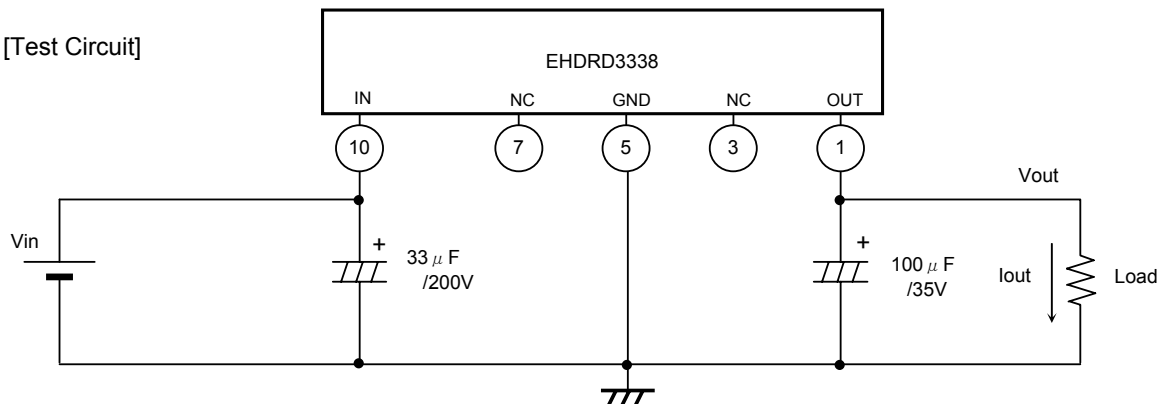 [Test Circuit]
EHDRD3338
IN NC GND NC OUT
10 7 5 3 1
Vout
Vin
+
33 μ F
/200V
+
100 μ F
/35V
Iout
Load